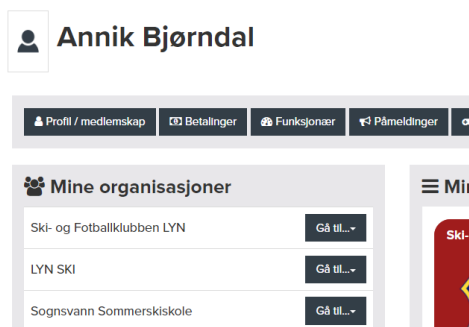 Annik Bjørndal
Profil / medlemskap
Betalinger
Funksjonær
Påmeldinger
Mine organisasjoner
Ski- og Fotballklubben LYN
Gå til...
LYN SKI
Gå til...
Sognsvann Sommerskiskole
Gå til...
Ski-